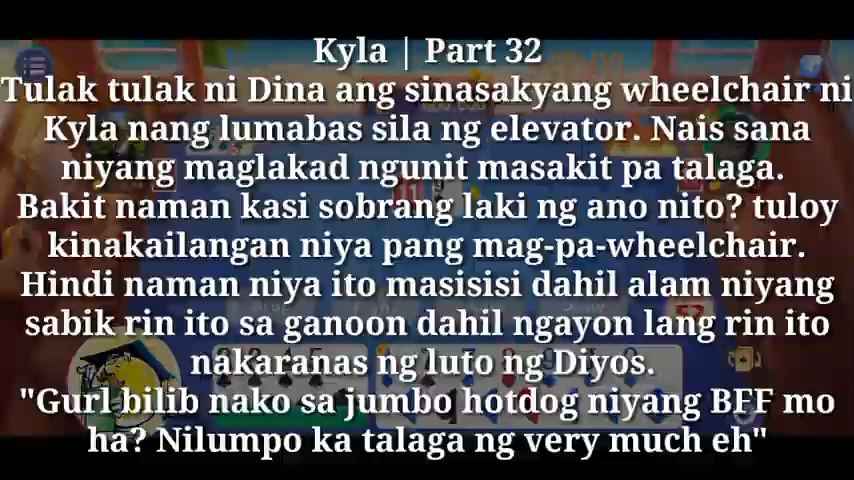 Kyla | Part 32
Tulak tulak ni Dina ang sinasakyang wheelchair ni
Kyla nang lumabas sila ng elevator. Nais sana
niyang maglakad ngunit masakit pa talaga.
Bakit naman kasi sobrang laki ng ano nito? tuloy
kinakailangan niya pang mag-pa-wheelchair.
Hindi naman niya ito masisisi dahil alam niyang
sabik rin ito sa ganoon dahil ngayon lang rin ito
nakaranas ng luto ng Diyos.
"Gurl bilib nako sa jumbo hotdog niyang BFF mo
ha? Nilumpo ka talaga ng very much eh"